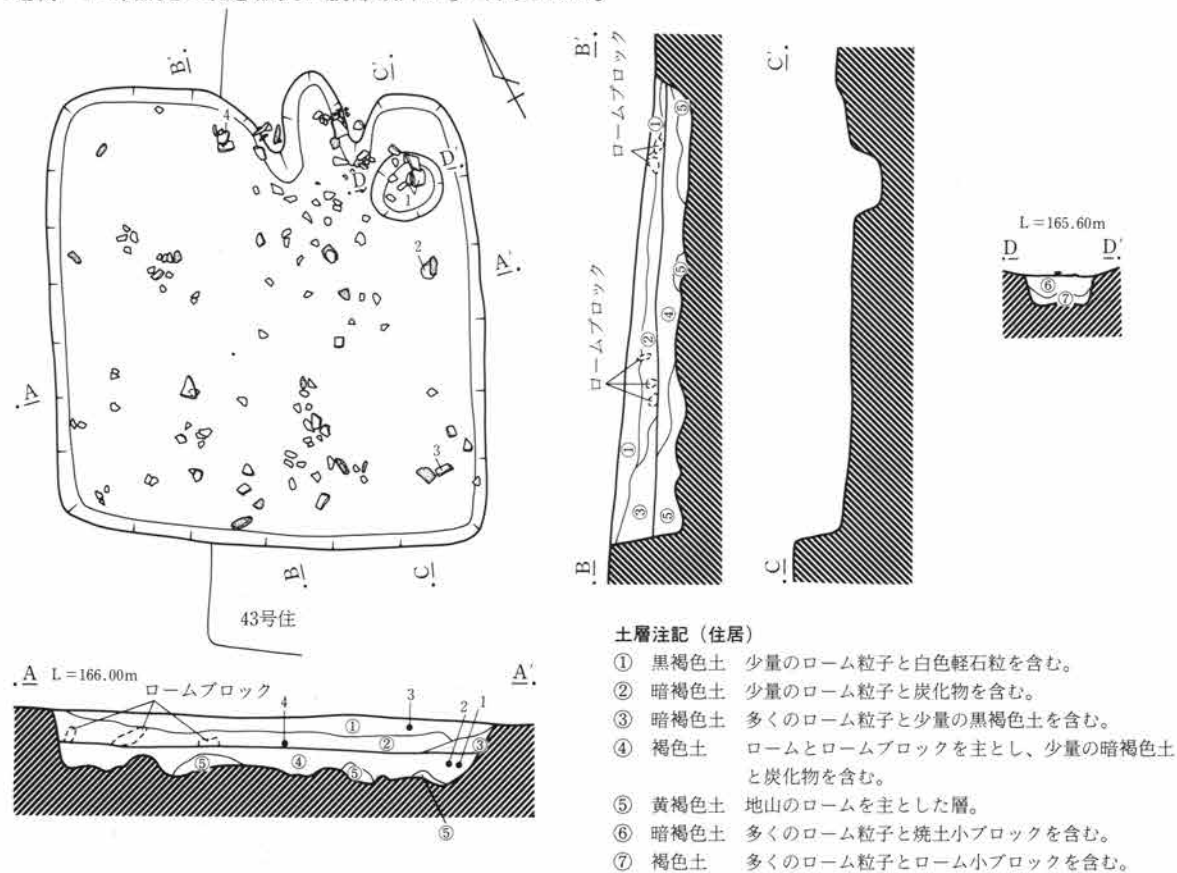 B'
C'
4
D
D'
1
2
A'
A
3
B
C
43号住
B'
ロームブロック
①
⑤
ロームブロック
⑤
④
②
①
③
⑤
B
C'
C
L=165.60m
D
D'
⑥
⑦
A L=166.00m
A'
ロームブロック
4
3
2
1
①
②
③
⑤
④
⑤
⑤
土層注記（住居）
① 黒褐色土 少量のローム粒子と白色軽石粒を含む。
② 暗褐色土 少量のローム粒子と炭化物を含む。
③ 暗褐色土 多くのローム粒子と少量の黒褐色土を含む。
④ 褐色土 ロームとロームブロックを主とし、少量の暗褐色土
と炭化物を含む。
⑤ 黄褐色土 地山のロームを主とした層。
⑥ 暗褐色土 多くのローム粒子と焼土小ブロックを含む。
⑦ 褐色土 多くのローム粒子とローム小ブロックを含む。